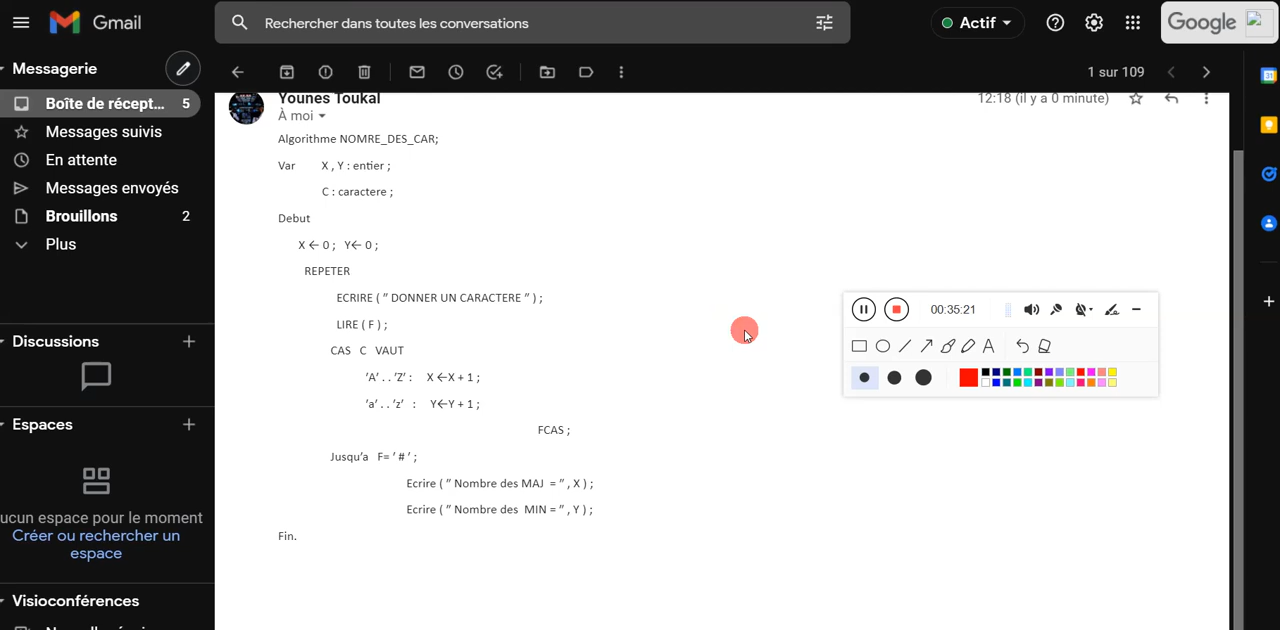 Gmail
Rechercher dans toutes les conversations
Actif
Google
Messagerie
1 sur 109
Boîte de récept... 5
Messages suivis
En attente
Messages envoyés
Brouillons 2
Plus
Discussions
Espaces
ucun espace pour le moment
Créer ou rechercher un
espace
Visioconférences
Younes Toukal
12:18 (il y a 0 minute)
À moi
Algorithme NOMRE_DES_CAR;
Var X , Y : entier ;
C : caractere ;
Debut
X ← 0 ; Y← 0 ;
REPETER
ECRIRE ( " DONNER UN CARACTERE " ) ;
LIRE ( F ) ;
CAS C VAUT
'A' . . 'Z' : X ←X + 1 ;
'a' . . 'z' : Y←Y + 1 ;
FCAS ;
Jusqu'a F= ' # ' ;
Ecrire ( " Nombre des MAJ = " , X ) ;
Ecrire ( " Nombre des MIN = " , Y ) ;
Fin.
00:35:21
31